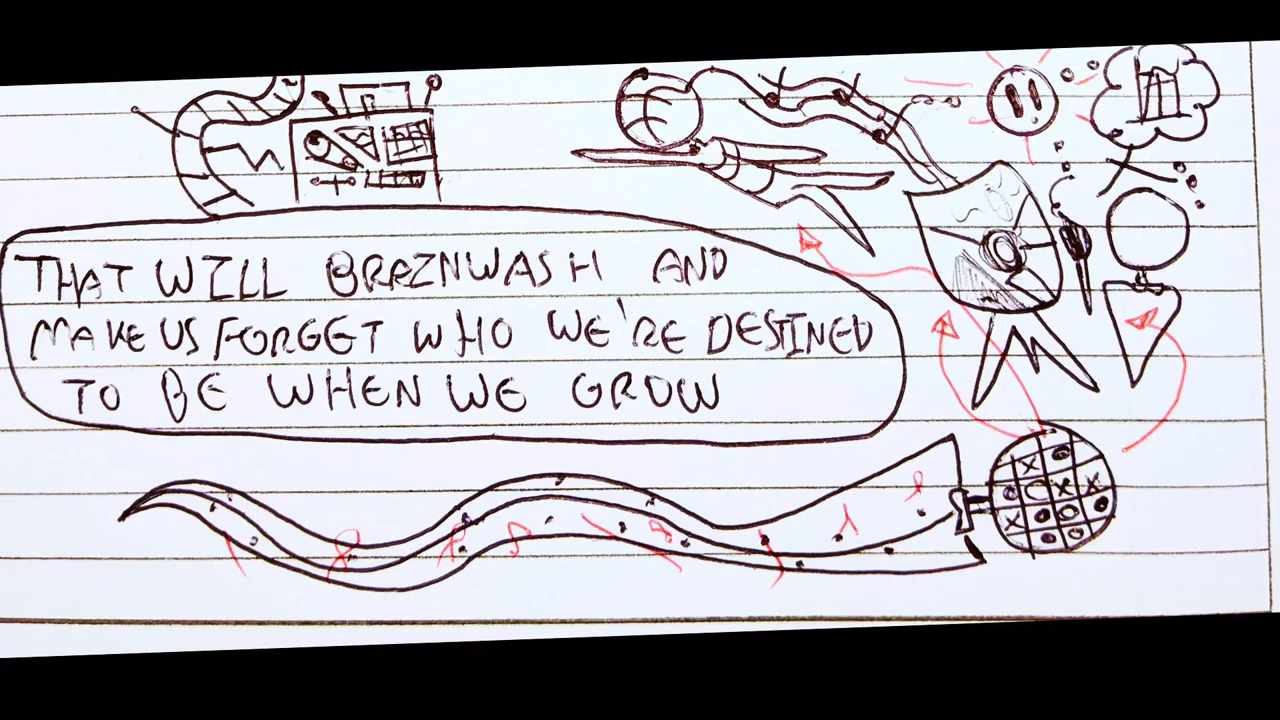 THAT WILL BRAINWASH AND
MAKE US FORGET WHO WE'RE DESTINED
TO BE WHEN WE GROW